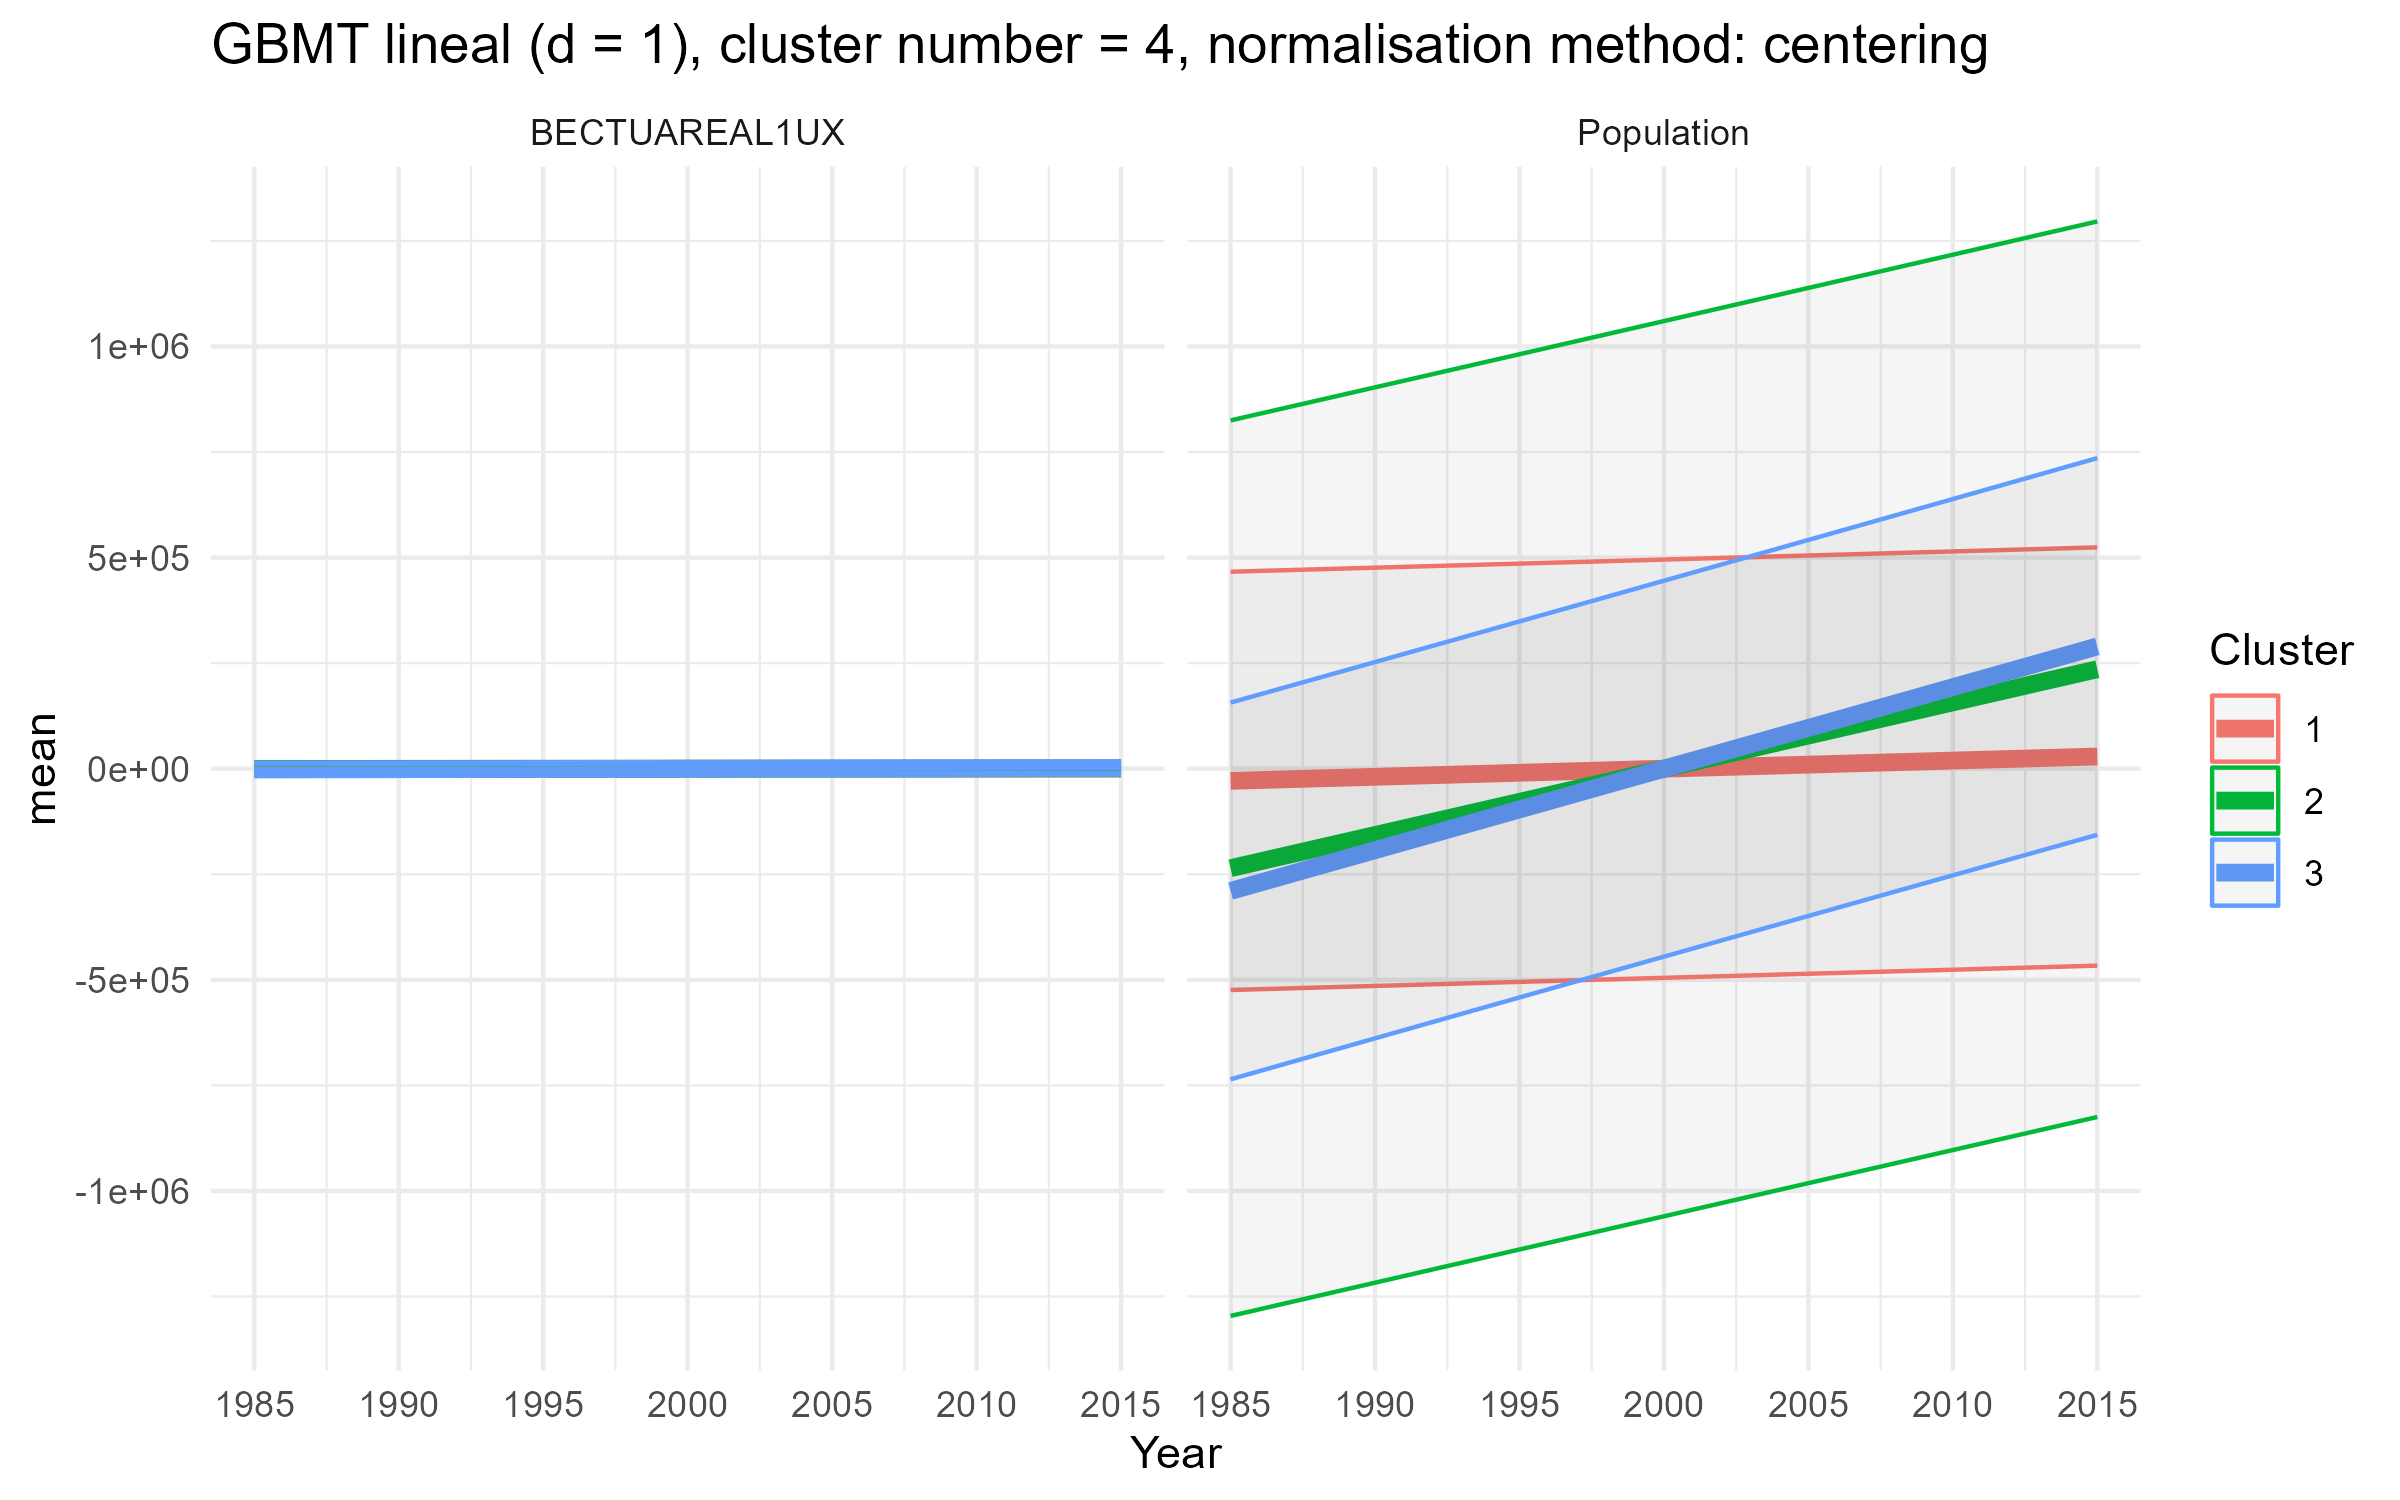 GBMT lineal (d = 1), cluster number = 4, normalisation method: centering
BECTUAREAL1UX
Population
mean
1e+06
5e+05
0e+00
-5e+05
-1e+06
1985 1990 1995 2000 2005 2010 2015
1985 1990 1995 2000 2005 2010 2015
Year
Cluster
1
2
3